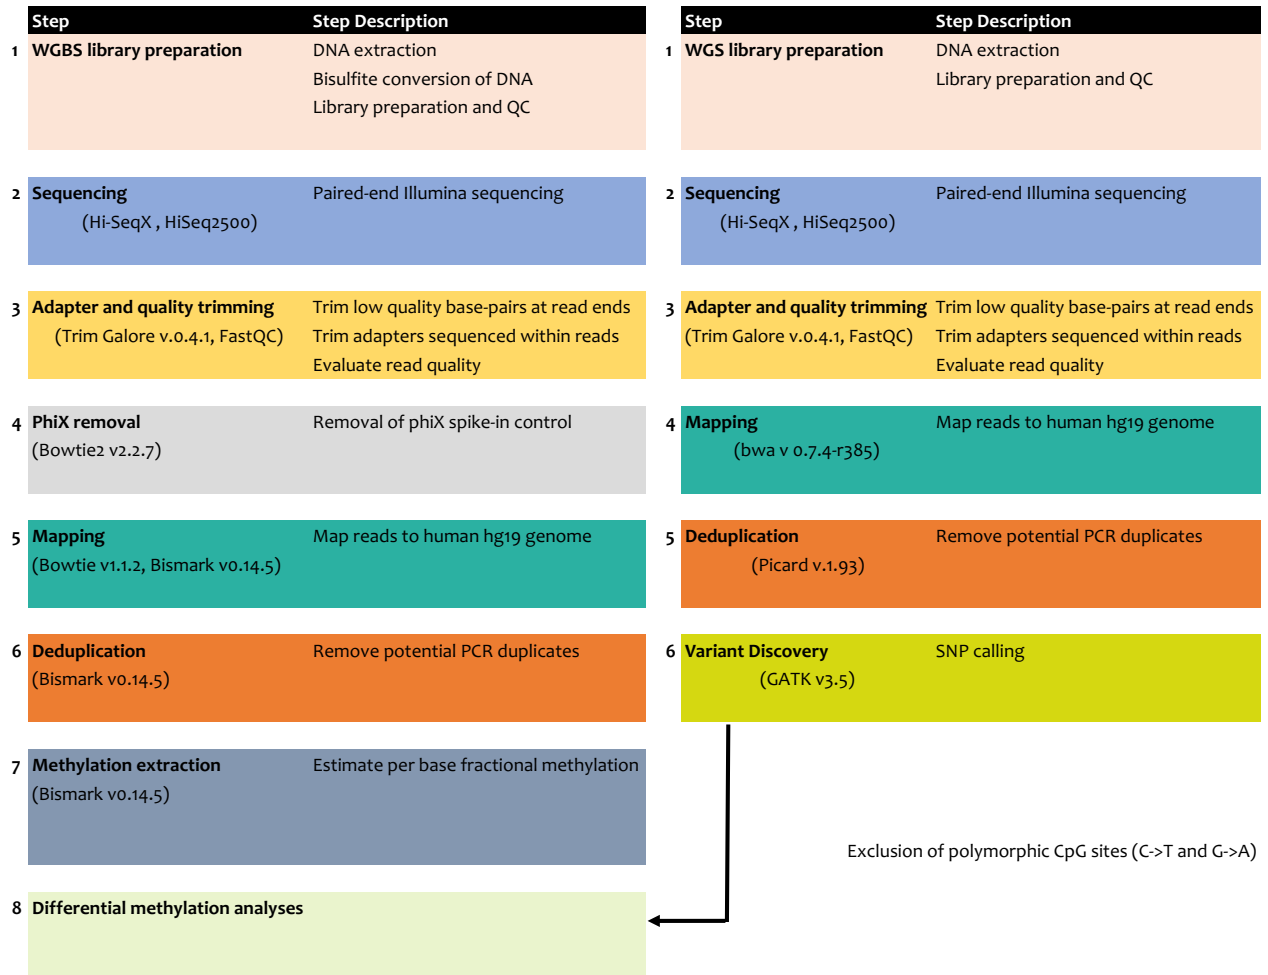 Step Step Description
1 WGBS library preparation DNA extraction
Bisulfite conversion of DNA
Library preparation and QC
2 Sequencing Paired-end Illumina sequencing
(Hi-SeqX , HiSeq2500)
3 Adapter and quality trimming Trim low quality base-pairs at read ends
(Trim Galore v.0.4.1, FastQC) Trim adapters sequenced within reads
Evaluate read quality
4 PhiX removal Removal of phiX spike-in control
(Bowtie2 v2.2.7)
5 Mapping Map reads to human hg19 genome
(Bowtie v1.1.2, Bismark v0.14.5)
6 Deduplication Remove potential PCR duplicates
(Bismark v0.14.5)
7 Methylation extraction Estimate per base fractional methylation
(Bismark v0.14.5)
8 Differential methylation analyses
Step Step Description
1 WGS library preparation DNA extraction
Library preparation and QC
2 Sequencing Paired-end Illumina sequencing
(Hi-SeqX , HiSeq2500)
3 Adapter and quality trimming Trim low quality base-pairs at read ends
(Trim Galore v.0.4.1, FastQC) Trim adapters sequenced within reads
Evaluate read quality
4 Mapping Map reads to human hg19 genome
(bwa v 0.7.4-r385)
5 Deduplication Remove potential PCR duplicates
(Picard v.1.93)
6 Variant Discovery SNP calling
(GATK v3.5)
Exclusion of polymorphic CpG sites (C->T and G->A)